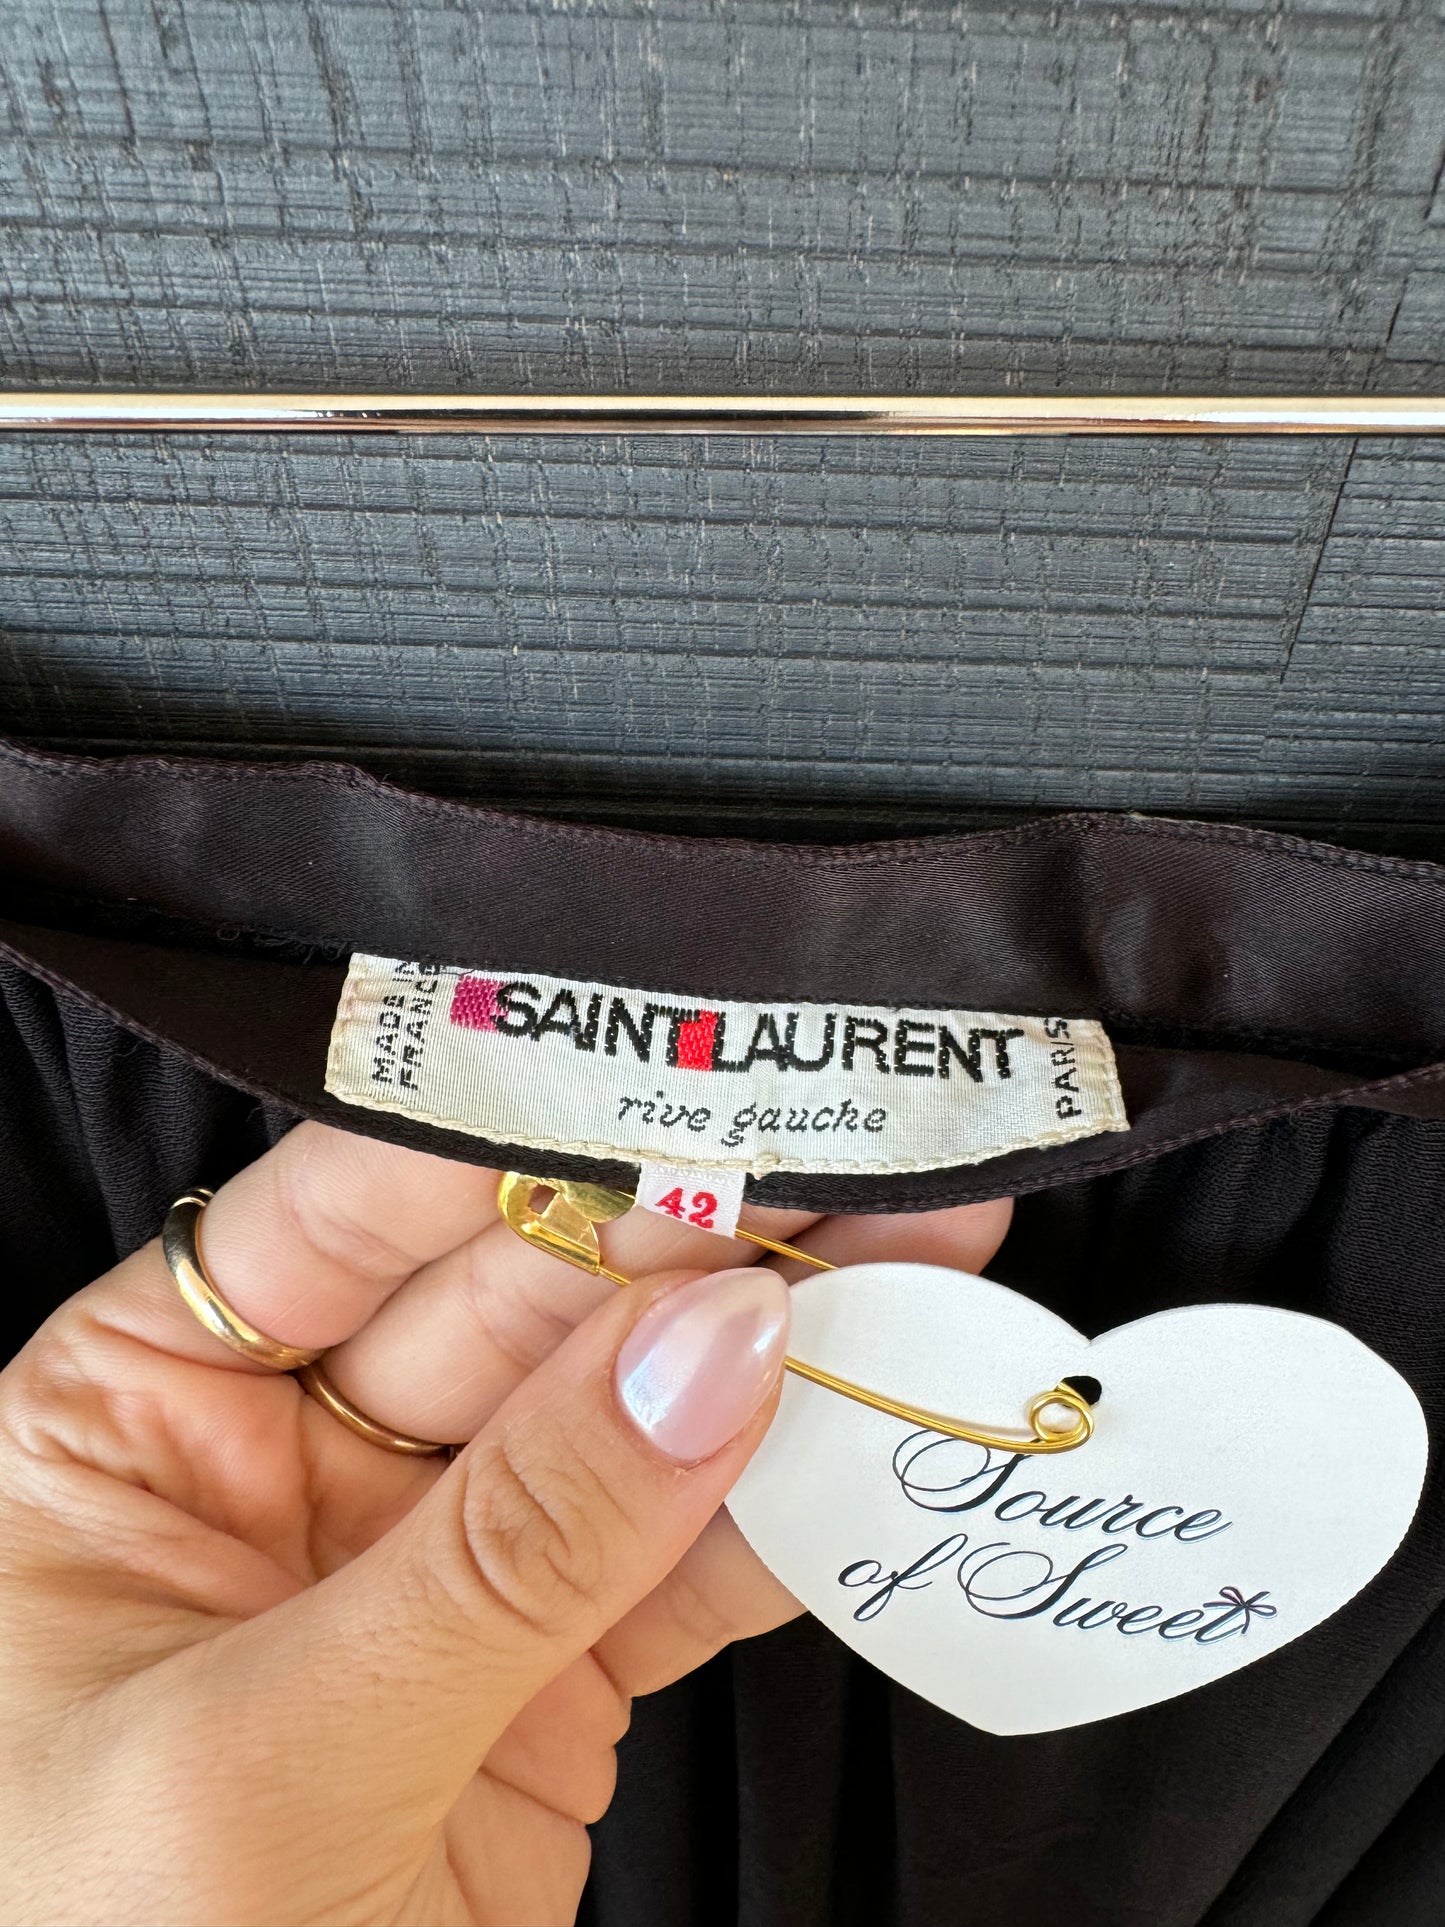 MADE IN
FRANCE
SAINT LAURENT
rive gauche
PARIS
42
Source
of Sweet